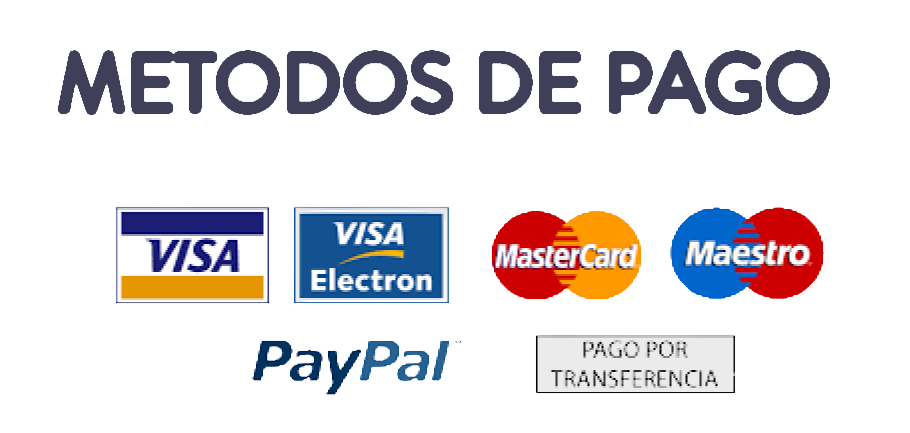 METODOS DE PAGO
VISA
VISA
Electron
MasterCard
Maestro
PayPal
PAGO POR
TRANSFERENCIA